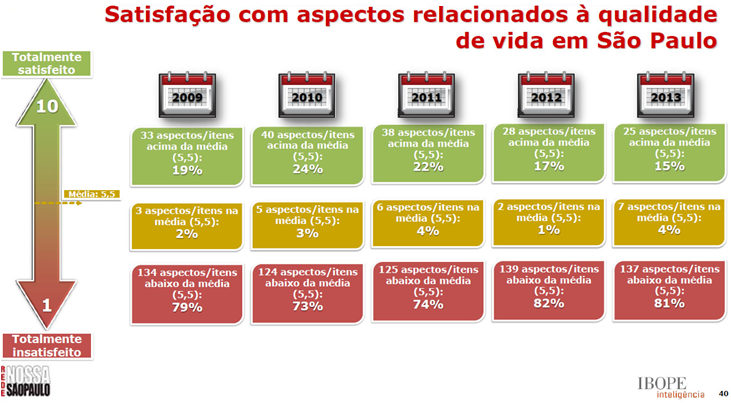 Satisfação com aspectos relacionados à qualidade
de vida em São Paulo
Totalmente
satisfeito
10
Média: 5,5
1
Totalmente
insatisfeito
2009
2010
2011
2012
2013
33 aspectos/itens
acima da média
(5,5):
19%
40 aspectos/itens
acima da média
(5,5):
24%
38 aspectos/itens
acima da média
(5,5):
22%
28 aspectos/itens
acima da média
(5,5):
17%
25 aspectos/itens
acima da média
(5,5):
15%
3 aspectos/itens na
média (5,5):
2%
5 aspectos/itens na
média (5,5):
3%
6 aspectos/itens na
média (5,5):
4%
2 aspectos/itens na
média (5,5):
1%
7 aspectos/itens na
média (5,5):
4%
134 aspectos/itens
abaixo da média
(5,5):
79%
124 aspectos/itens
abaixo da média
(5,5):
73%
125 aspectos/itens
abaixo da média
(5,5):
74%
139 aspectos/itens
abaixo da média
(5,5):
82%
137 aspectos/itens
abaixo da média
(5,5):
81%
REDE
NOSSA
SÃOPAULO
IBOPE
inteligência
40